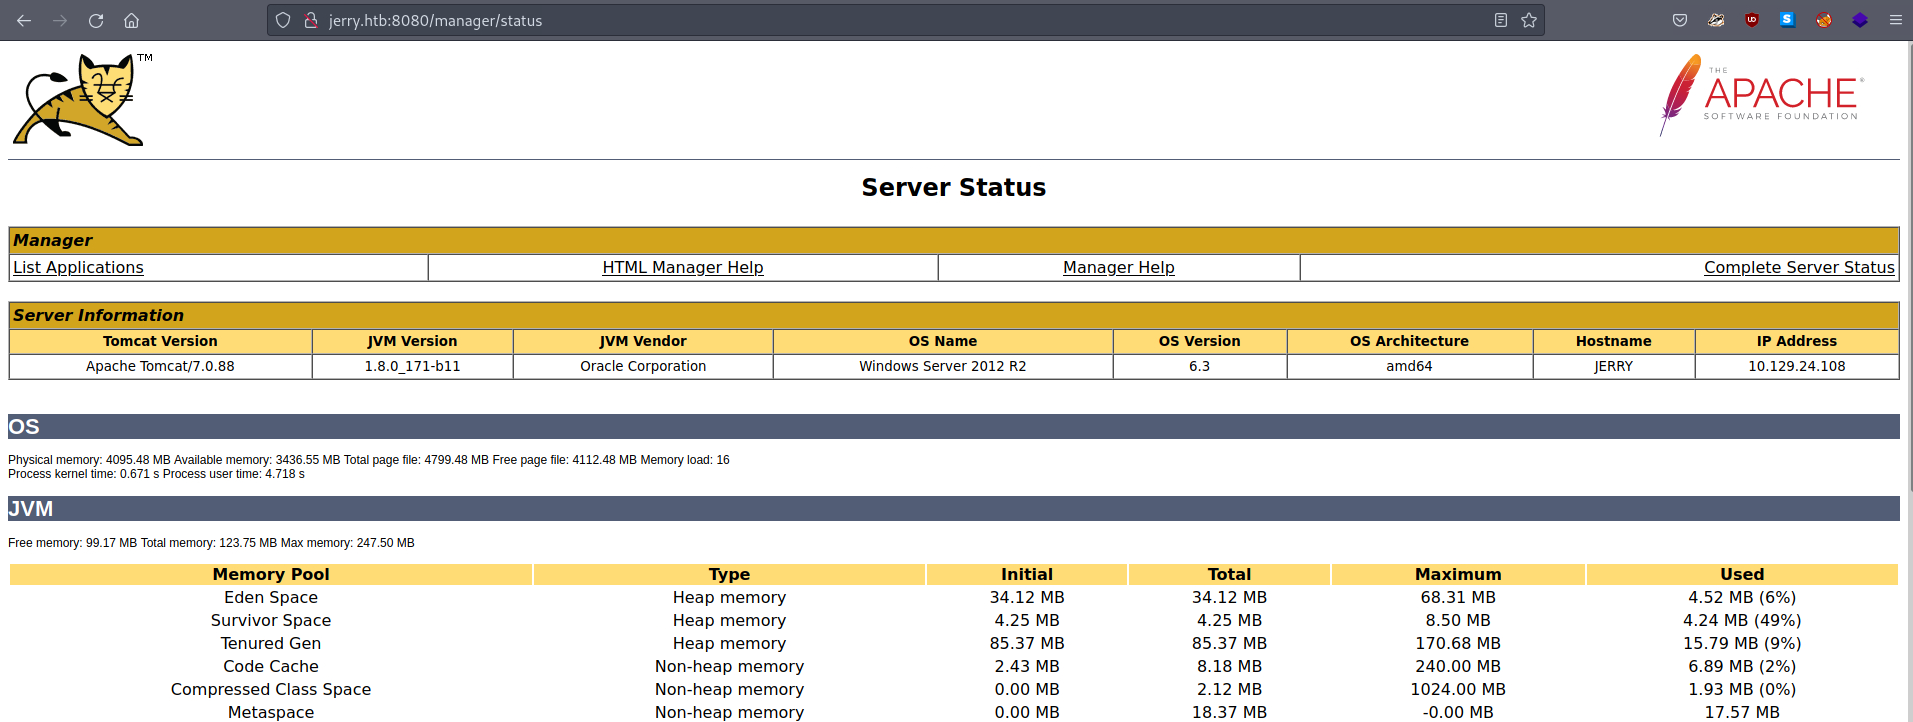 jerry.htb:8080/manager/status
TM
THE
APACHE®
SOFTWARE FOUNDATION
Server Status
Manager
List Applications HTML Manager Help Manager Help Complete Server Status
Server Information
Tomcat Version JVM Version JVM Vendor OS Name OS Version OS Architecture Hostname IP Address
Apache Tomcat/7.0.88 1.8.0_171-b11 Oracle Corporation Windows Server 2012 R2 6.3 amd64 JERRY 10.129.24.108
OS
Physical memory: 4095.48 MB Available memory: 3436.55 MB Total page file: 4799.48 MB Free page file: 4112.48 MB Memory load: 16
Process kernel time: 0.671 s Process user time: 4.718 s
JVM
Free memory: 99.17 MB Total memory: 123.75 MB Max memory: 247.50 MB
Memory Pool Type Initial Total Maximum Used
Eden Space Heap memory 34.12 MB 34.12 MB 68.31 MB 4.52 MB (6%)
Survivor Space Heap memory 4.25 MB 4.25 MB 8.50 MB 4.24 MB (49%)
Tenured Gen Heap memory 85.37 MB 85.37 MB 170.68 MB 15.79 MB (9%)
Code Cache Non-heap memory 2.43 MB 8.18 MB 240.00 MB 6.89 MB (2%)
Compressed Class Space Non-heap memory 0.00 MB 2.12 MB 1024.00 MB 1.93 MB (0%)
Metaspace Non-heap memory 0.00 MB 18.37 MB -0.00 MB 17.57 MB